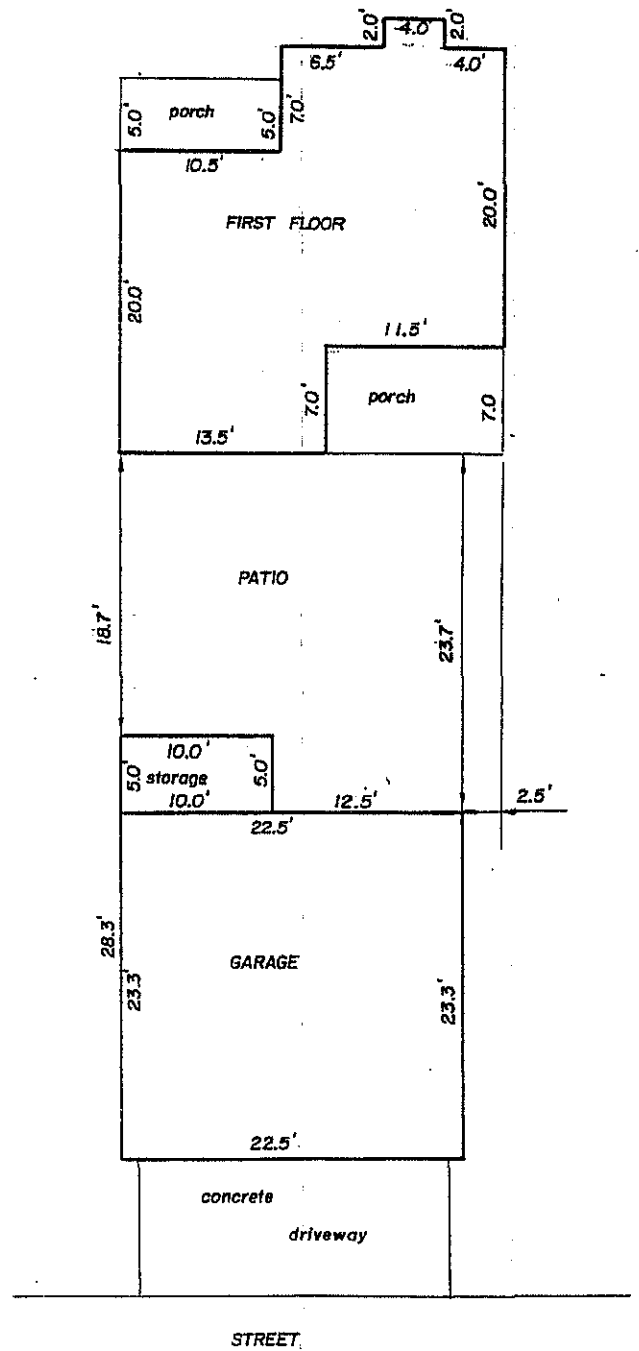 2.0' 4.0' 2.0'
6.5' 4.0'
5.0' porch 5.0' 7.0'
10.5'
FIRST FLOOR 20.0'
20.0'
11.5'
7.0' porch 7.0
13.5'
PATIO
18.7' 23.7'
10.0'
5.0' storage 5.0'
10.0' 12.5' 2.5'
22.5'
28.3'
GARAGE
23.3' 23.3'
22.5'
concrete
driveway
STREET